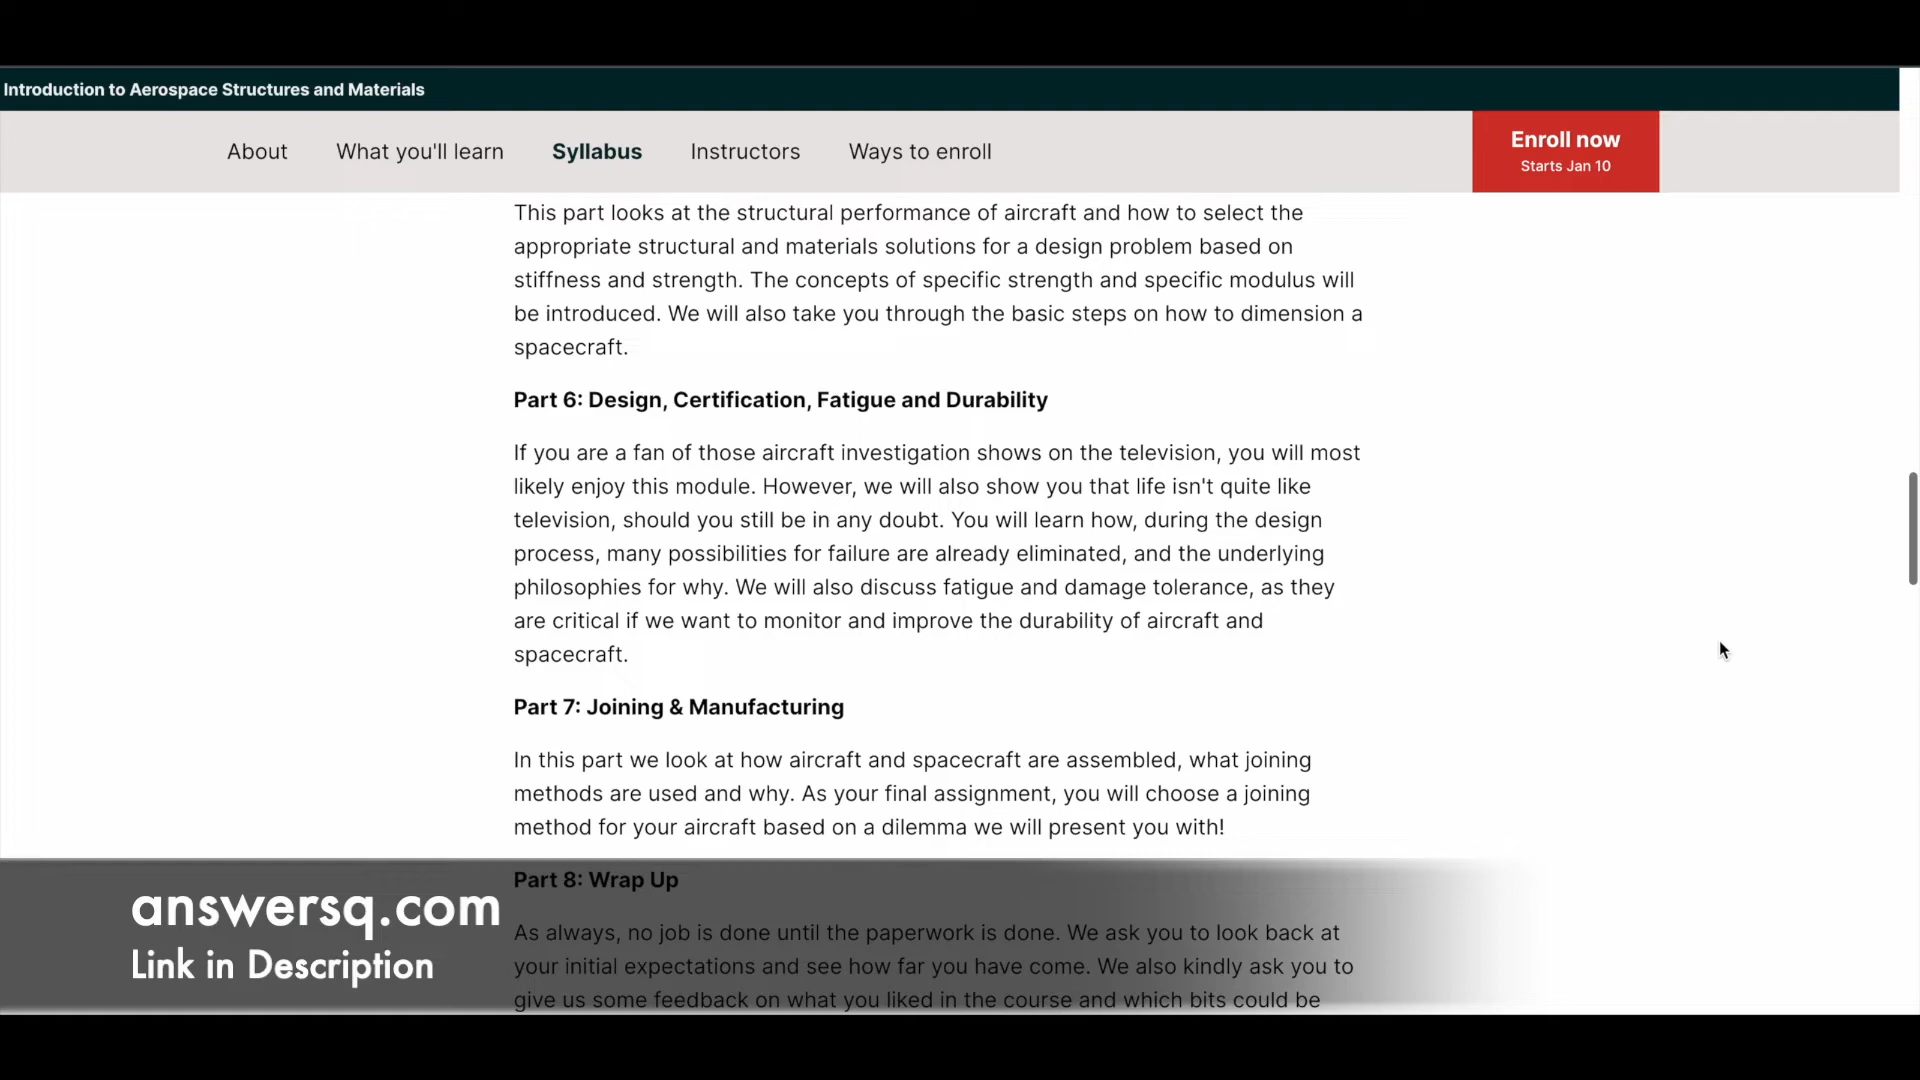 Introduction to Aerospace Structures and Materials
About
What you'll learn
Syllabus
Instructors
Ways to enroll
Enroll now
Starts Jan 10
This part looks at the structural performance of aircraft and how to select the
appropriate structural and materials solutions for a design problem based on
stiffness and strength. The concepts of specific strength and specific modulus will
be introduced. We will also take you through the basic steps on how to dimension a
spacecraft.
Part 6: Design, Certification, Fatigue and Durability
If you are a fan of those aircraft investigation shows on the television, you will most
likely enjoy this module. However, we will also show you that life isn't quite like
television, should you still be in any doubt. You will learn how, during the design
process, many possibilities for failure are already eliminated, and the underlying
philosophies for why. We will also discuss fatigue and damage tolerance, as they
are critical if we want to monitor and improve the durability of aircraft and
spacecraft.
Part 7: Joining & Manufacturing
In this part we look at how aircraft and spacecraft are assembled, what joining
methods are used and why. As your final assignment, you will choose a joining
method for your aircraft based on a dilemma we will present you with!
Part 8: Wrap Up
As always, no job is done until the paperwork is done. We ask you to look back at
your initial expectations and see how far you have come. We also kindly ask you to
give us some feedback on what you liked in the course and which bits could be
answersq.com
Link in Description